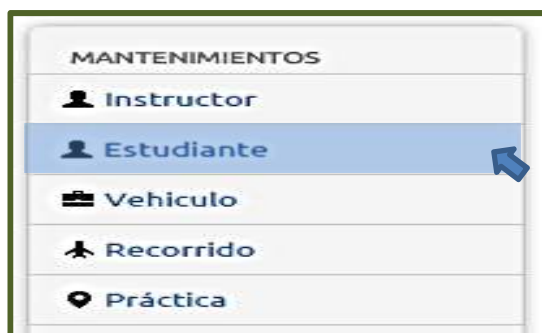 MANTENIMIENTOS
Instructor
Estudiante
Vehiculo
Recorrido
Práctica